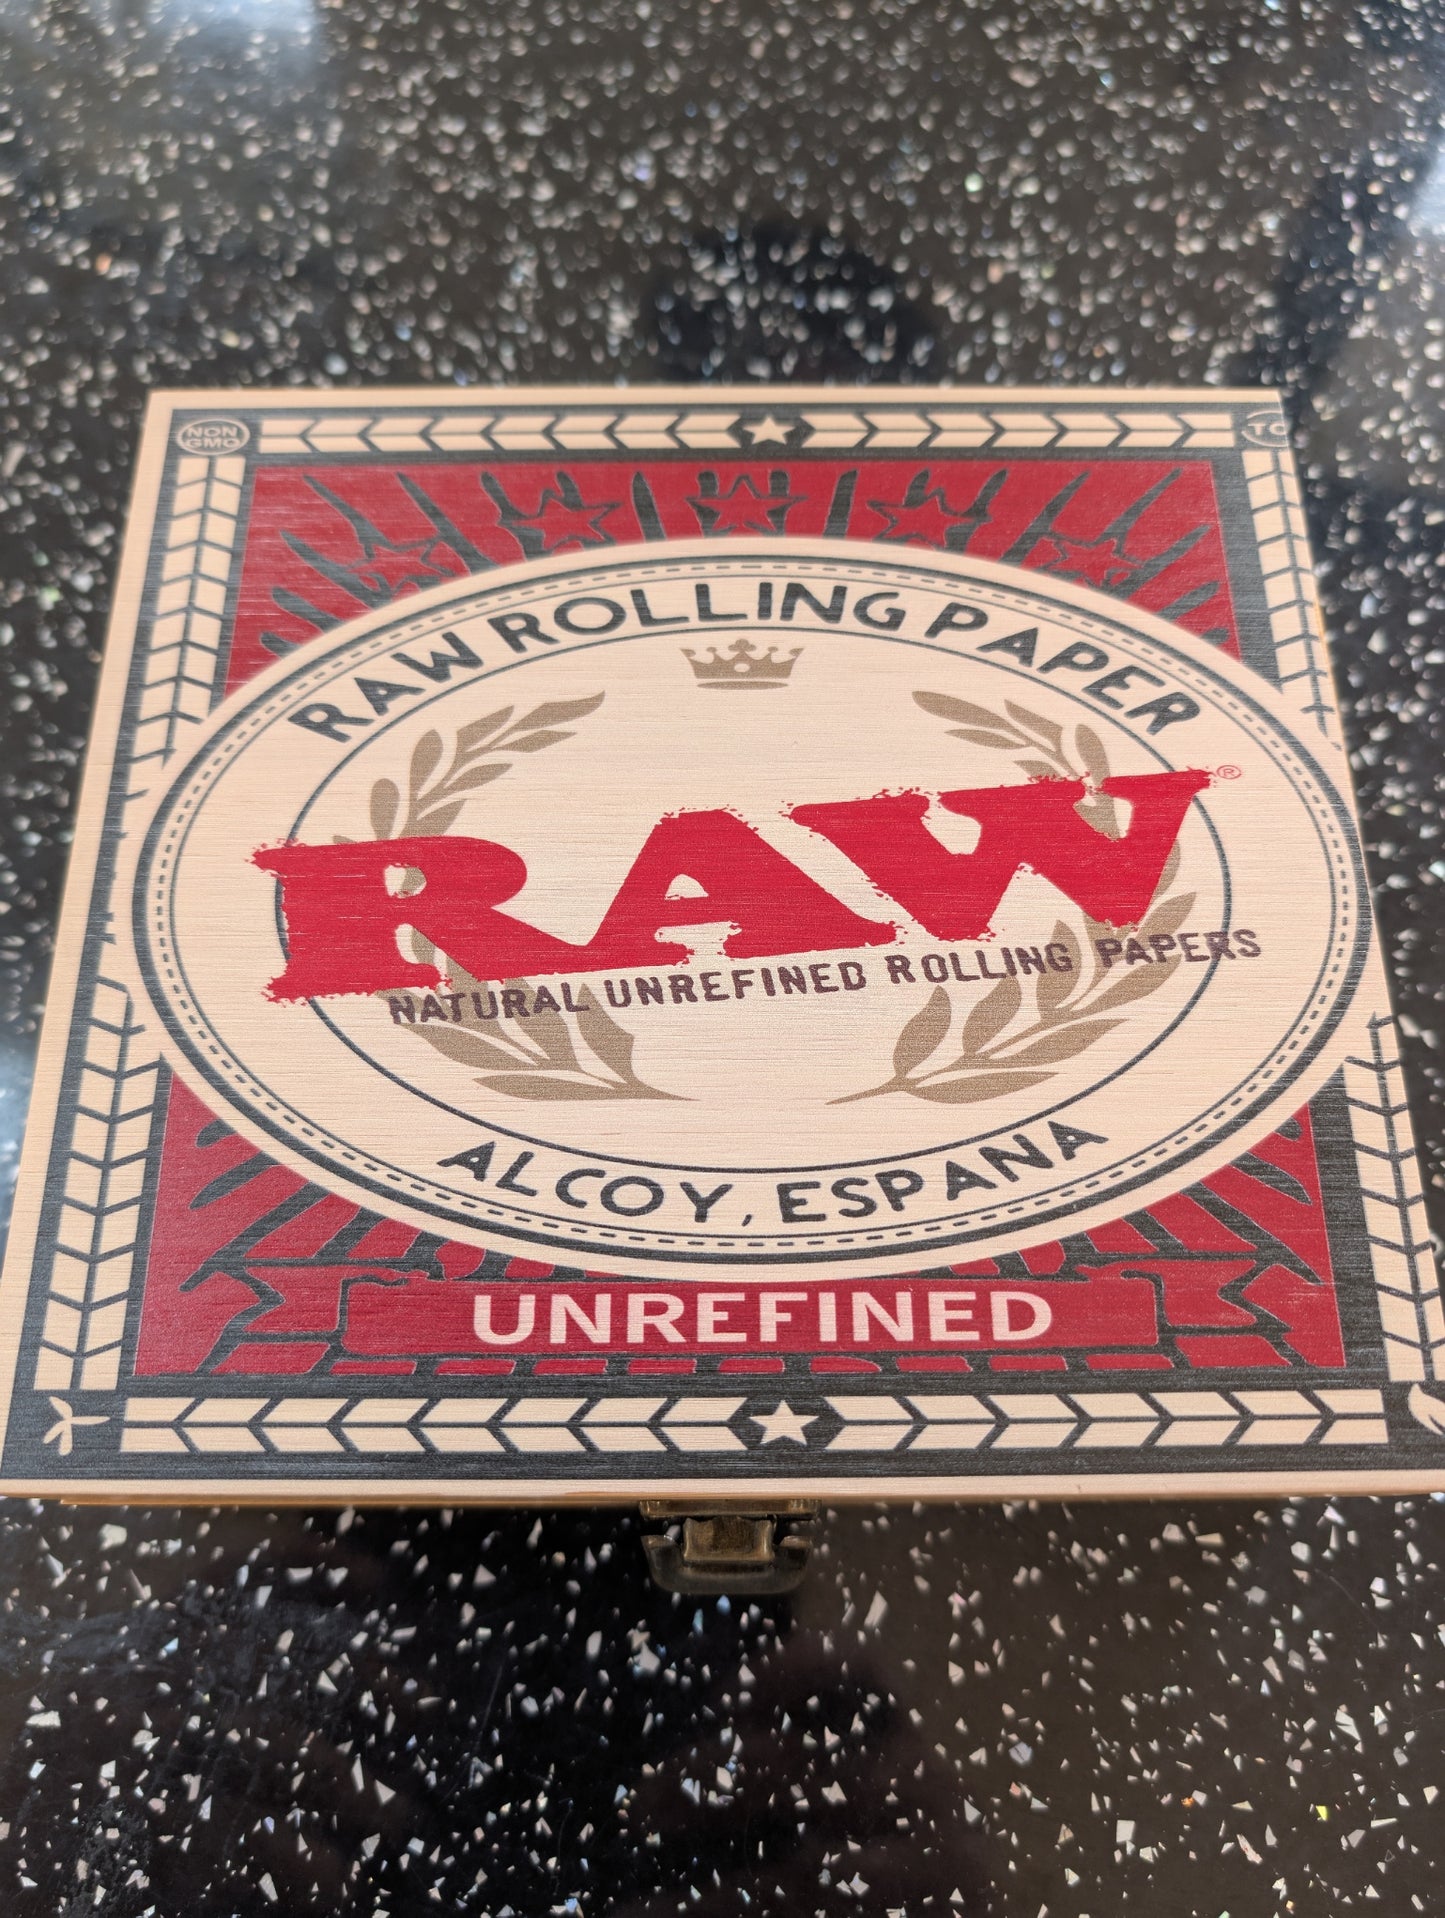 NON
GMO
RAW ROLLING PAPER
RAW®
NATURAL UNREFINED ROLLING PAPERS
ALCOY, ESPANA
UNREFINED